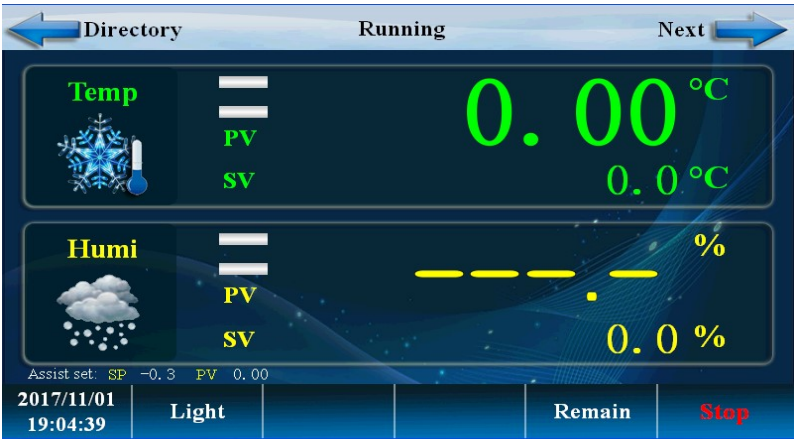 Directory Running Next
Temp 0.00 °C
PV
SV 0.0 °C
Humi ----.- %
PV
SV 0.0 %
Assist set: SP -0.3 PV 0.00
2017/11/01
19:04:39
Light Remain Stop